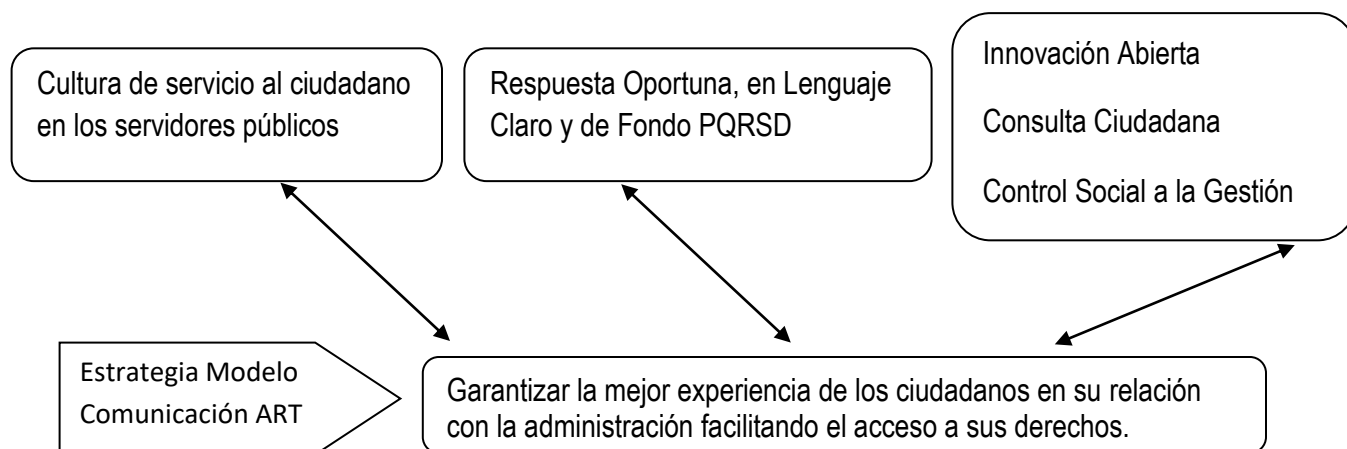 Cultura de servicio al ciudadano
en los servidores públicos
Respuesta Oportuna, en Lenguaje
Claro y de Fondo PQRSD
Innovación Abierta
Consulta Ciudadana
Control Social a la Gestión
Estrategia Modelo
Comunicación ART
Garantizar la mejor experiencia de los ciudadanos en su relación
con la administración facilitando el acceso a sus derechos.